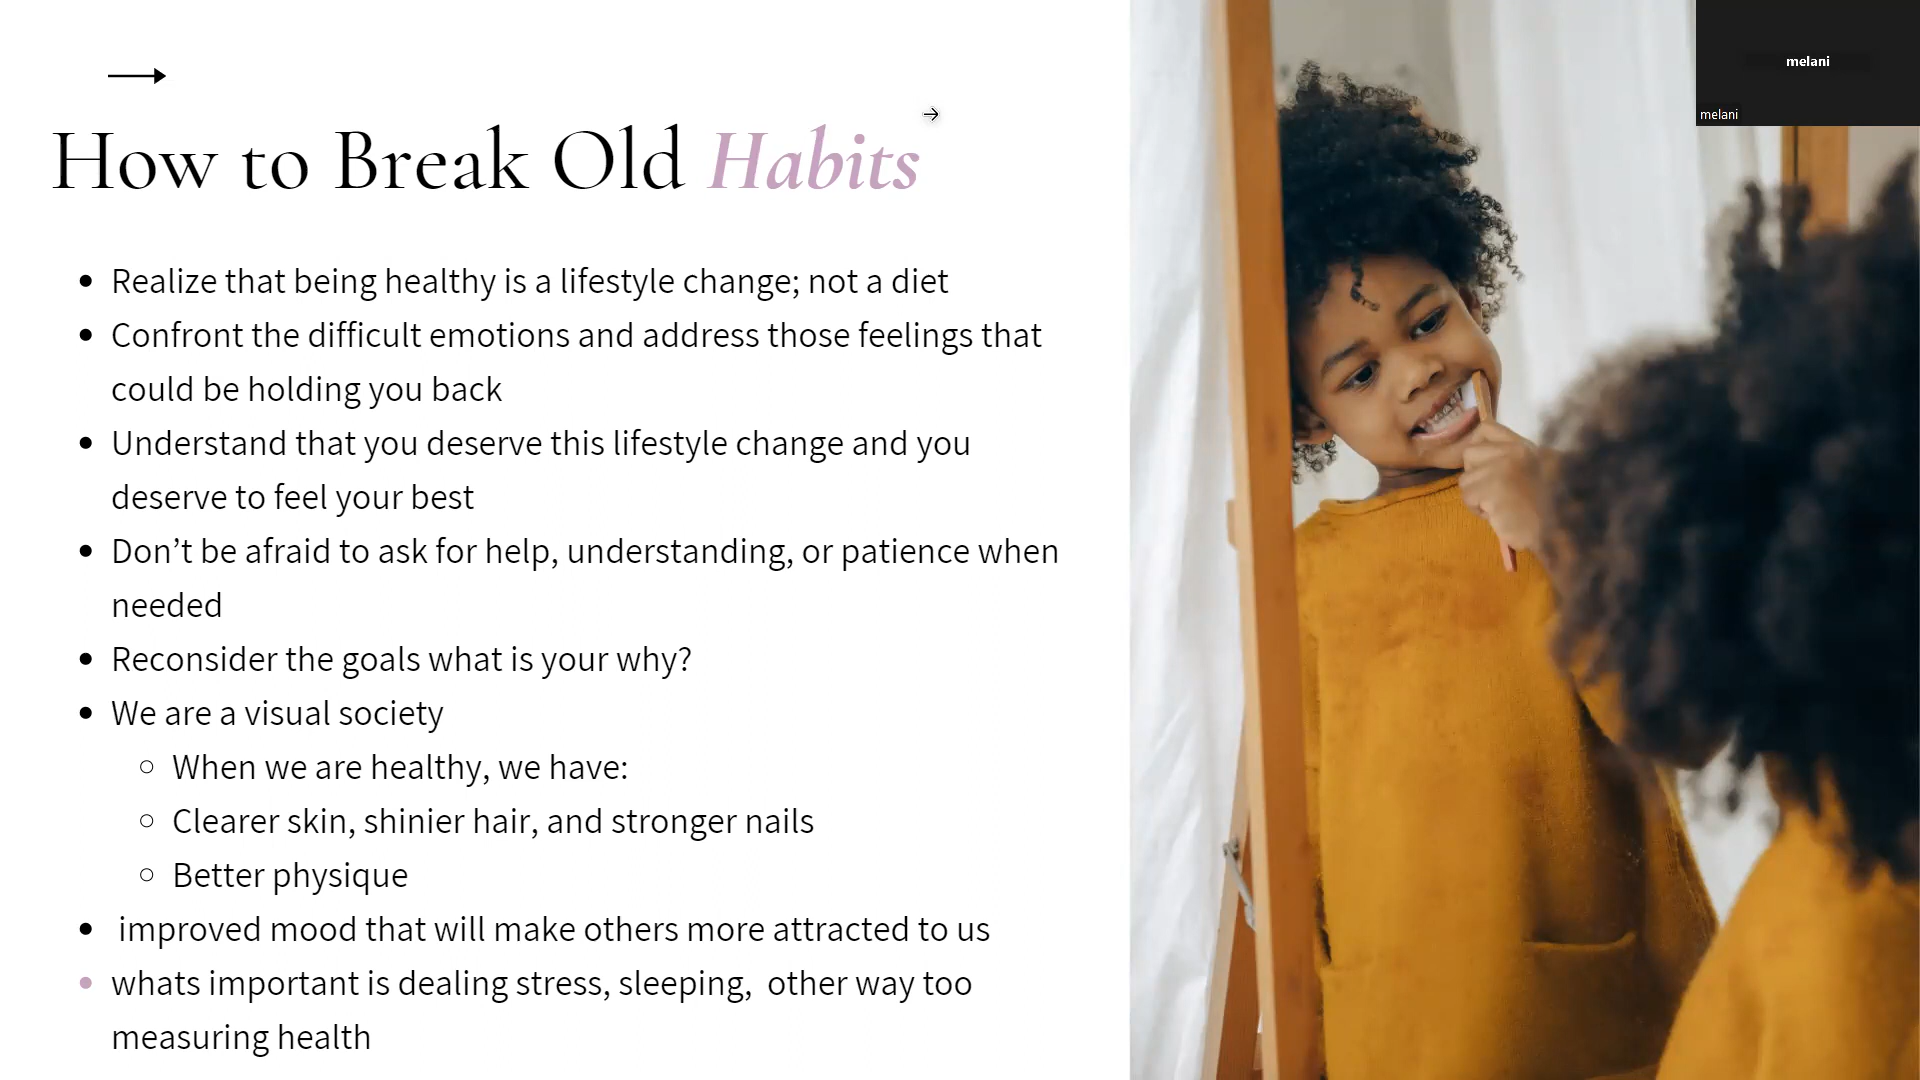 How to Break Old Habits
• Realize that being healthy is a lifestyle change; not a diet
• Confront the difficult emotions and address those feelings that
could be holding you back
• Understand that you deserve this lifestyle change and you
deserve to feel your best
• Don’t be afraid to ask for help, understanding, or patience when
needed
• Reconsider the goals what is your why?
• We are a visual society
○ When we are healthy, we have:
○ Clearer skin, shinier hair, and stronger nails
○ Better physique
• improved mood that will make others more attracted to us
• whats important is dealing stress, sleeping, other way too
measuring health
melani
melani